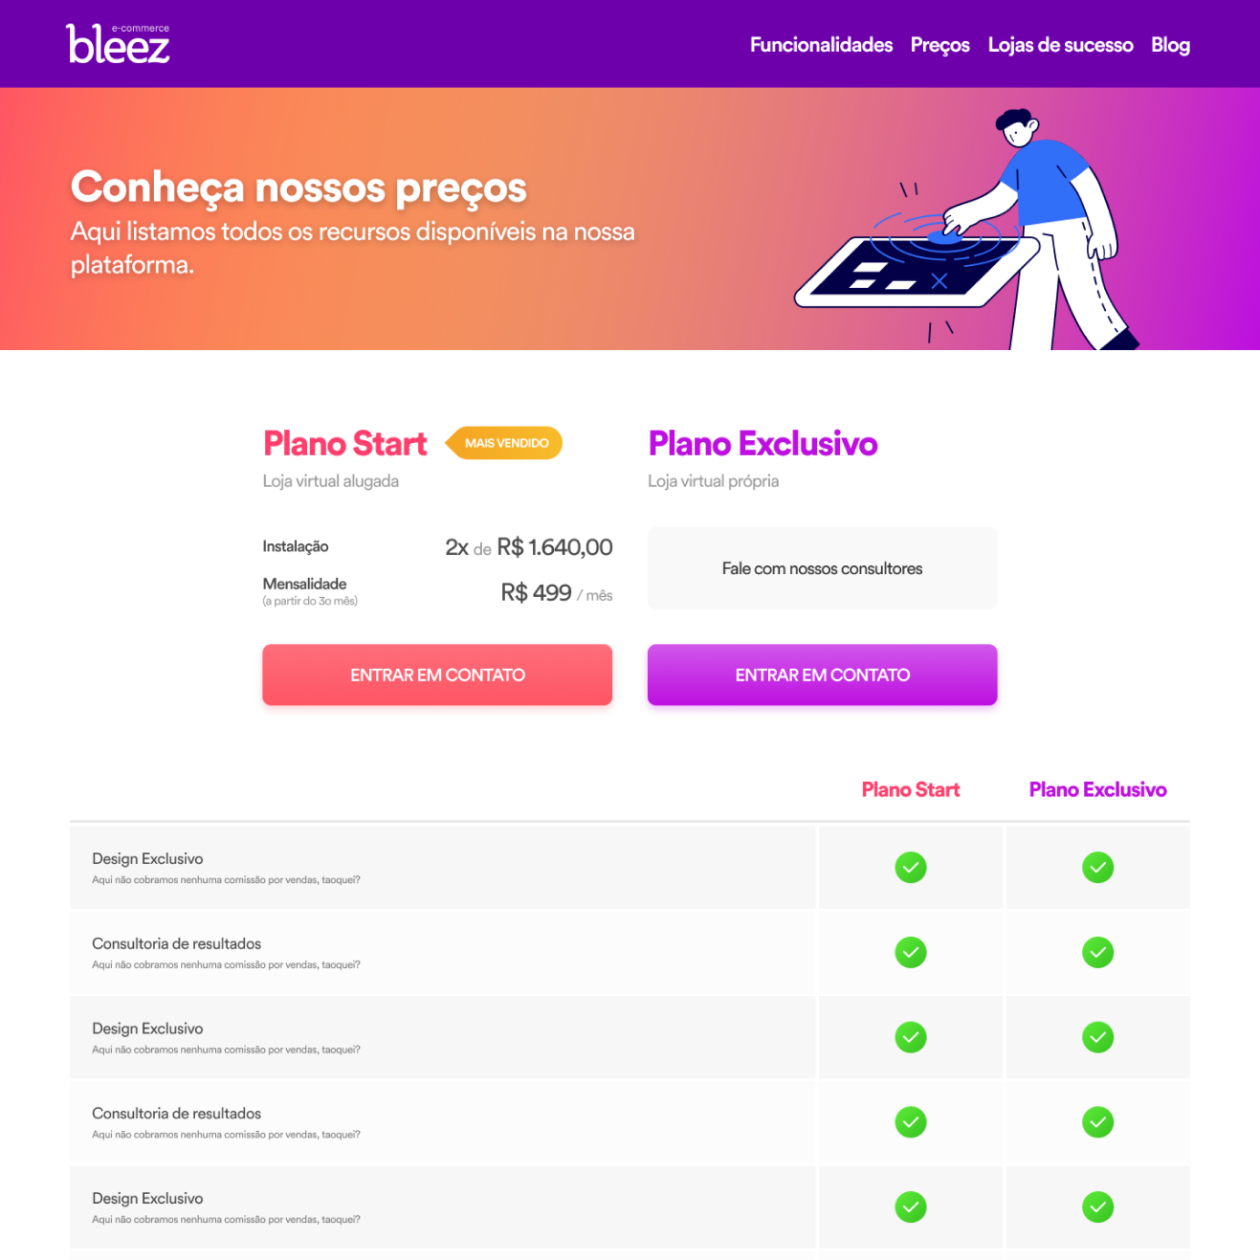 e-commerce
bleez
Funcionalidades Preços Lojas de sucesso Blog
Conheça nossos preços
Aqui listamos todos os recursos disponíveis na nossa
plataforma.
Plano Start MAIS VENDIDO
Loja virtual alugada
Instalação 2x de R$ 1.640,00
Mensalidade R$ 499 / mês
(a partir do 3o mês)
ENTRAR EM CONTATO
Plano Exclusivo
Loja virtual própria
Fale com nossos consultores
ENTRAR EM CONTATO
Plano Start Plano Exclusivo
Design Exclusivo
Aqui não cobramos nenhuma comissão por vendas, taoquei?
Consultoria de resultados
Aqui não cobramos nenhuma comissão por vendas, taoquei?
Design Exclusivo
Aqui não cobramos nenhuma comissão por vendas, taoquei?
Consultoria de resultados
Aqui não cobramos nenhuma comissão por vendas, taoquei?
Design Exclusivo
Aqui não cobramos nenhuma comissão por vendas, taoquei?